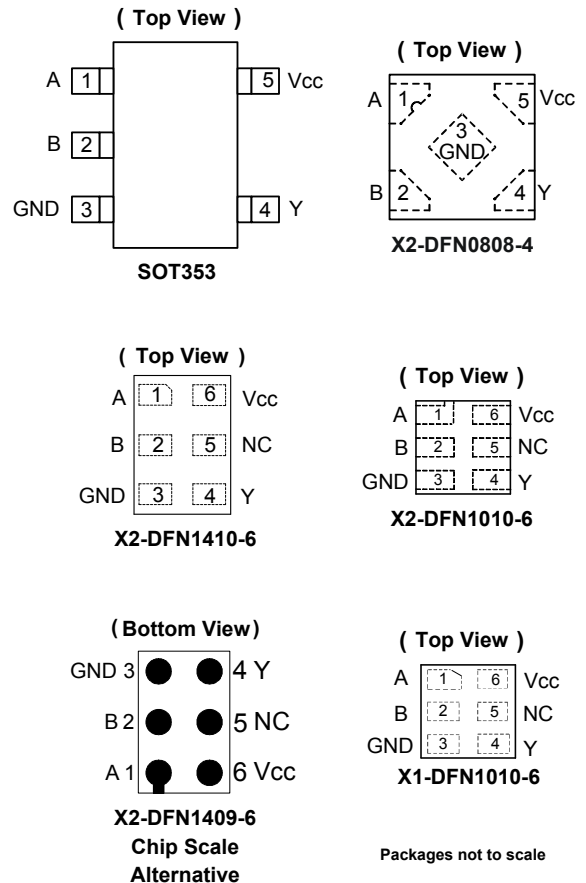 ( Top View )
A 1 5 Vcc
B 2
GND 3 4 Y
SOT353
( Top View )
A 1 5 Vcc
3
GND
B 2 4 Y
X2-DFN0808-4
( Top View )
A 1 6 Vcc
B 2 5 NC
GND 3 4 Y
X2-DFN1410-6
( Top View )
A 1 6 Vcc
B 2 5 NC
GND 3 4 Y
X2-DFN1010-6
(Bottom View)
GND 3 4 Y
B 2 5 NC
A 1 6 Vcc
X2-DFN1409-6
Chip Scale
Alternative
( Top View )
A 1 6 Vcc
B 2 5 NC
GND 3 4 Y
X1-DFN1010-6
Packages not to scale